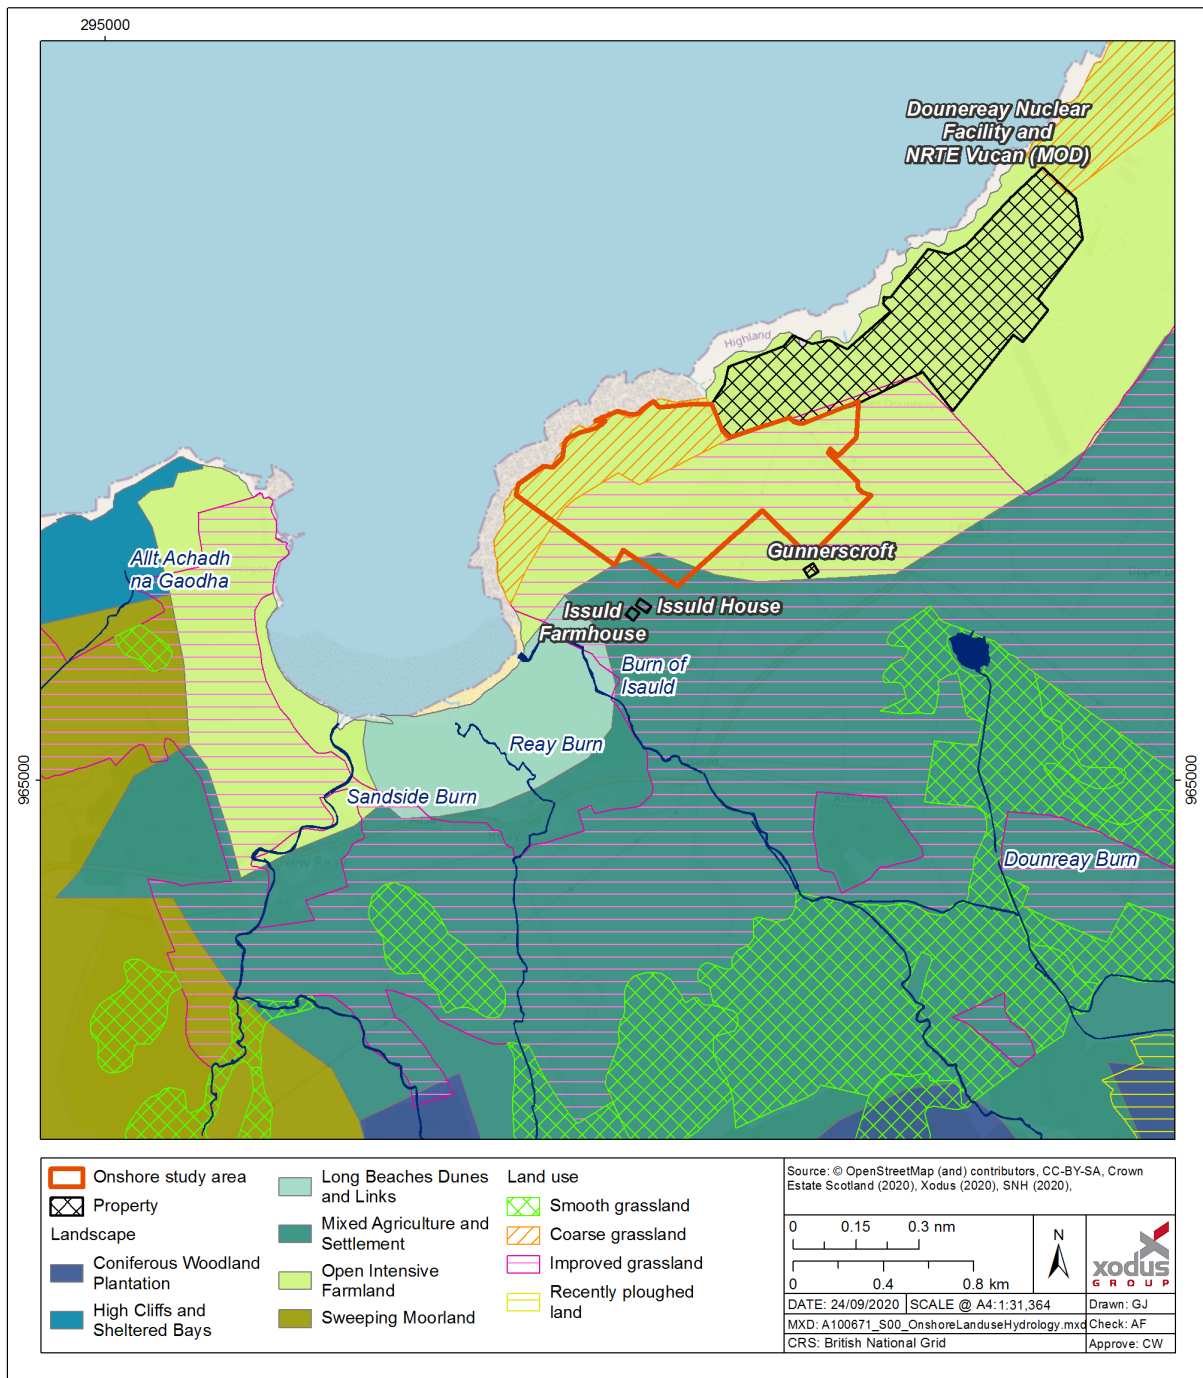 295000
Dounereay Nuclear
Facility and
NRTE Vucan (MOD)
Highland
Allt Achadh
na Gaodha
Gunnerscroft
Issuld House
Issuld
Farmhouse
Burn of
Isauld
Reay Burn
965000
965000
Sandside Burn
New Reay
Dounreay Burn
Onshore study area
Property
Landscape
Coniferous Woodland
Plantation
High Cliffs and
Sheltered Bays
Long Beaches Dunes
and Links
Mixed Agriculture and
Settlement
Open Intensive
Farmland
Sweeping Moorland
Land use
Smooth grassland
Coarse grassland
Improved grassland
Recently ploughed
land
Source: © OpenStreetMap (and) contributors, CC-BY-SA, Crown
Estate Scotland (2020), Xodus (2020), SNH (2020),
0 0.15 0.3 nm
0 0.4 0.8 km
N
xodus
GROUP
DATE: 24/09/2020 SCALE @ A4:1:31,364 Drawn: GJ
MXD: A100671_S00_OnshoreLanduseHydrology.mxd Check: AF
CRS: British National Grid Approve: CW